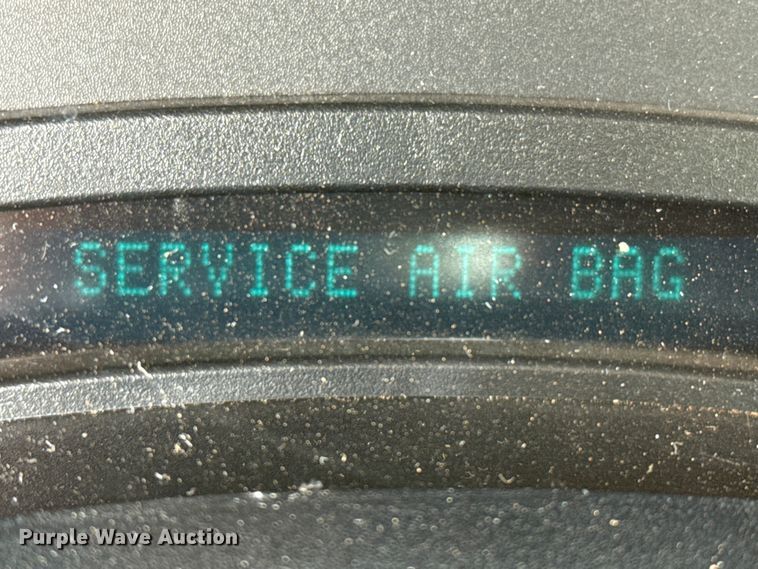 SERVICE AIR BAG
Purple Wave Auction